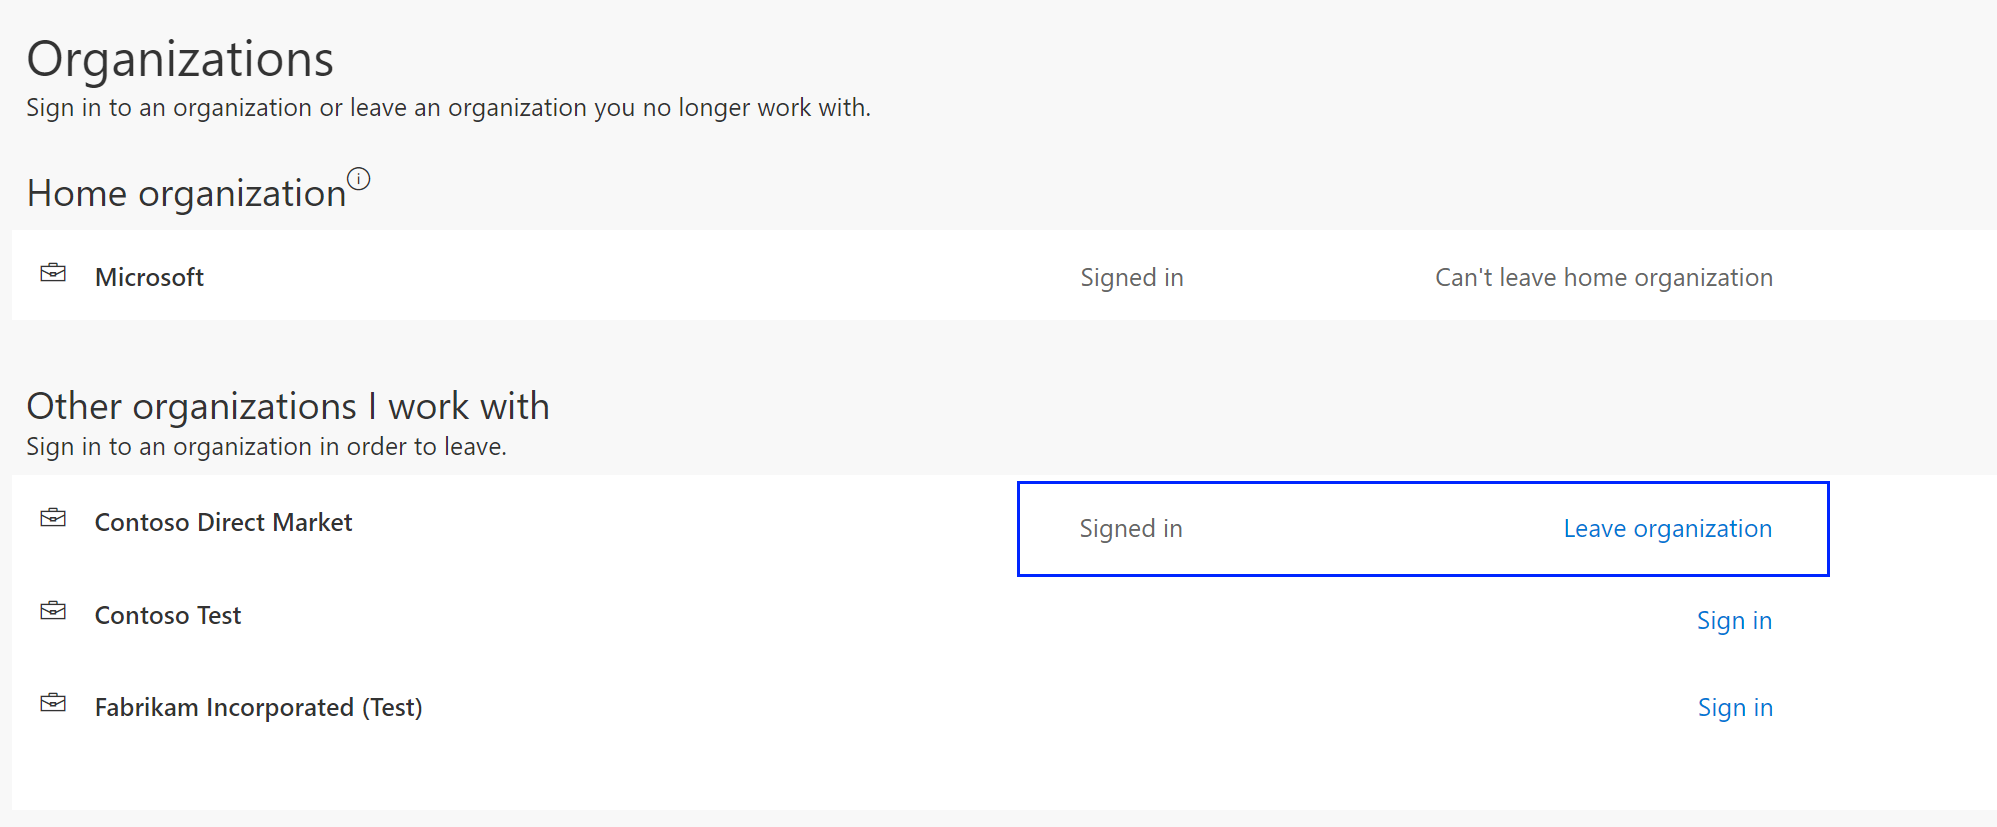 Organizations
Sign in to an organization or leave an organization you no longer work with.
Home organization
Microsoft Signed in Can't leave home organization
Other organizations I work with
Sign in to an organization in order to leave.
Contoso Direct Market Signed in Leave organization
Contoso Test Sign in
Fabrikam Incorporated (Test) Sign in